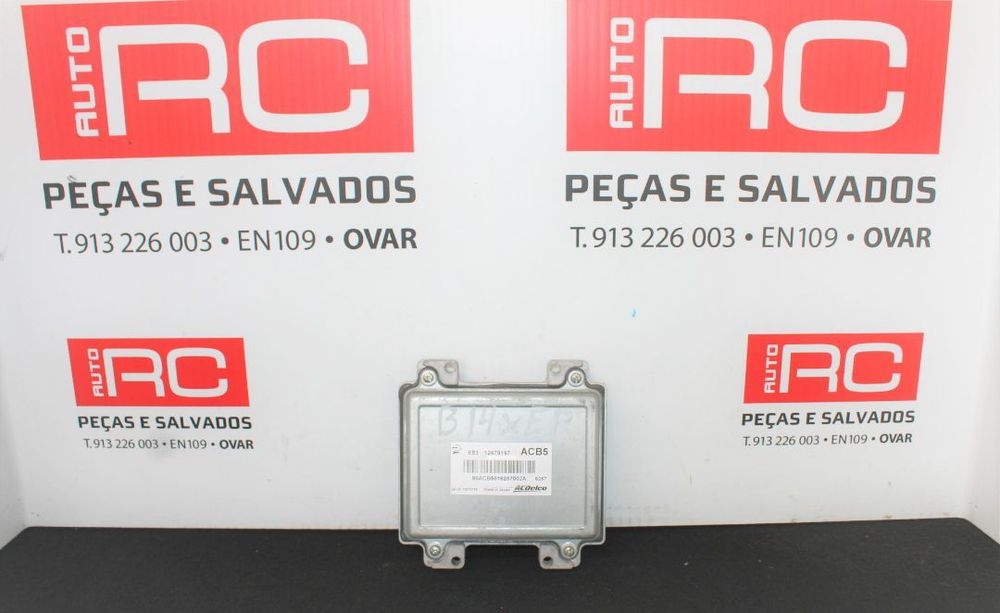 AUTO RC
PEÇAS E SALVADOS
T. 913 226 003 • EN109 • OVAR
AUTO RC
PEÇAS E SALVADOS
T. 913 226 003 • EN109 • OVAR
AUTO RC
PEÇAS E SALVADOS
T. 913 226 003 • EN109 • OVAR
AUTO RC
PEÇAS E SALVADOS
T. 913 226 003 • EN109 • OVAR
E83 12679197 ACB5
ACDelco